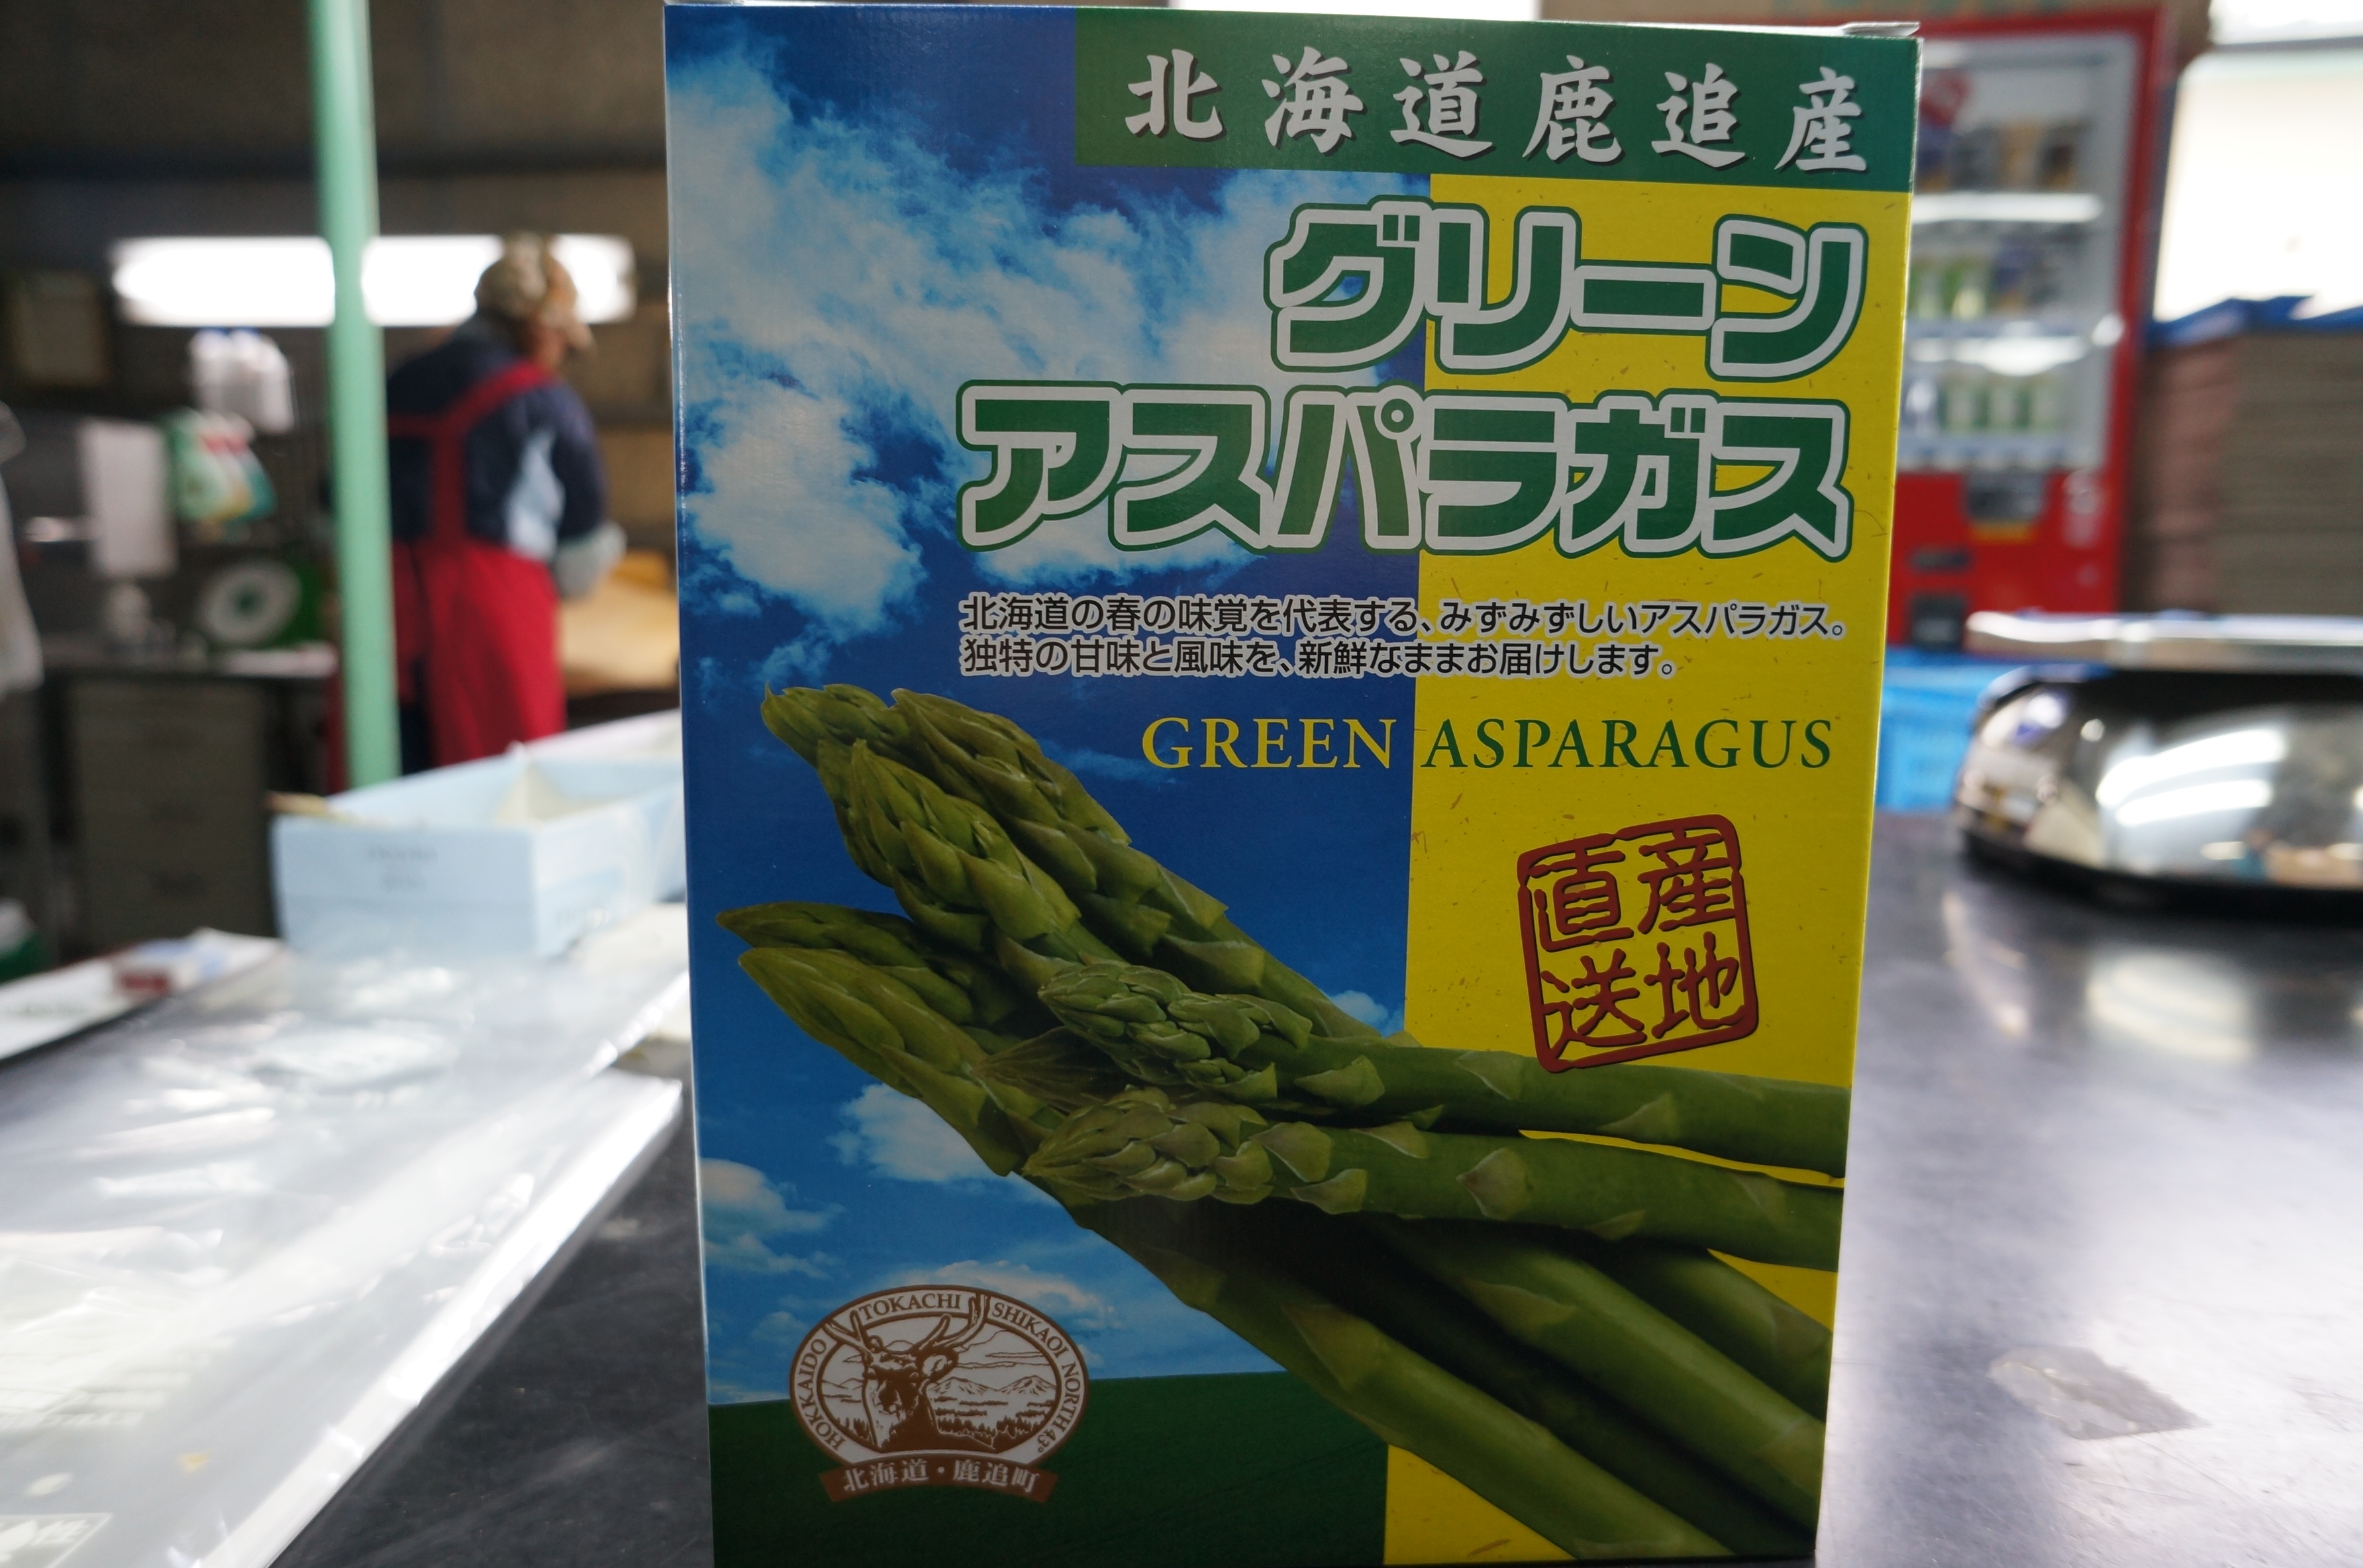 北海道鹿追産
グリーン
アスパラガス
北海道の春の味覚を代表する、みずみずしいアスパラガス。
独特の甘味と風味を、新鮮なままお届けします。
GREEN ASPARAGUS
産地
直送
HOKKAIDO TOKACHI SHIKAOI NORTH43°
北海道・鹿追町